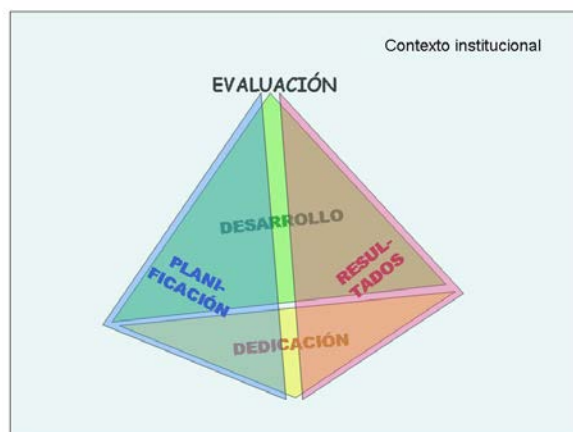 Contexto institucional
EVALUACIÓN
DESARROLLO
PLANI-
FICACIÓN
RESUL-
TADOS
DEDICACIÓN